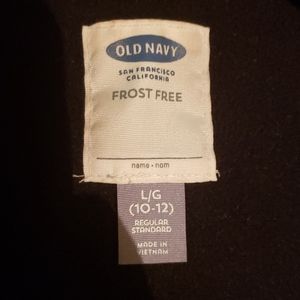 OLD NAVY
SAN FRANCISCO
CALIFORNIA
FROST FREE
name • nom
L/G
(10-12)
REGULAR
STANDARD
MADE IN
VIETNAM